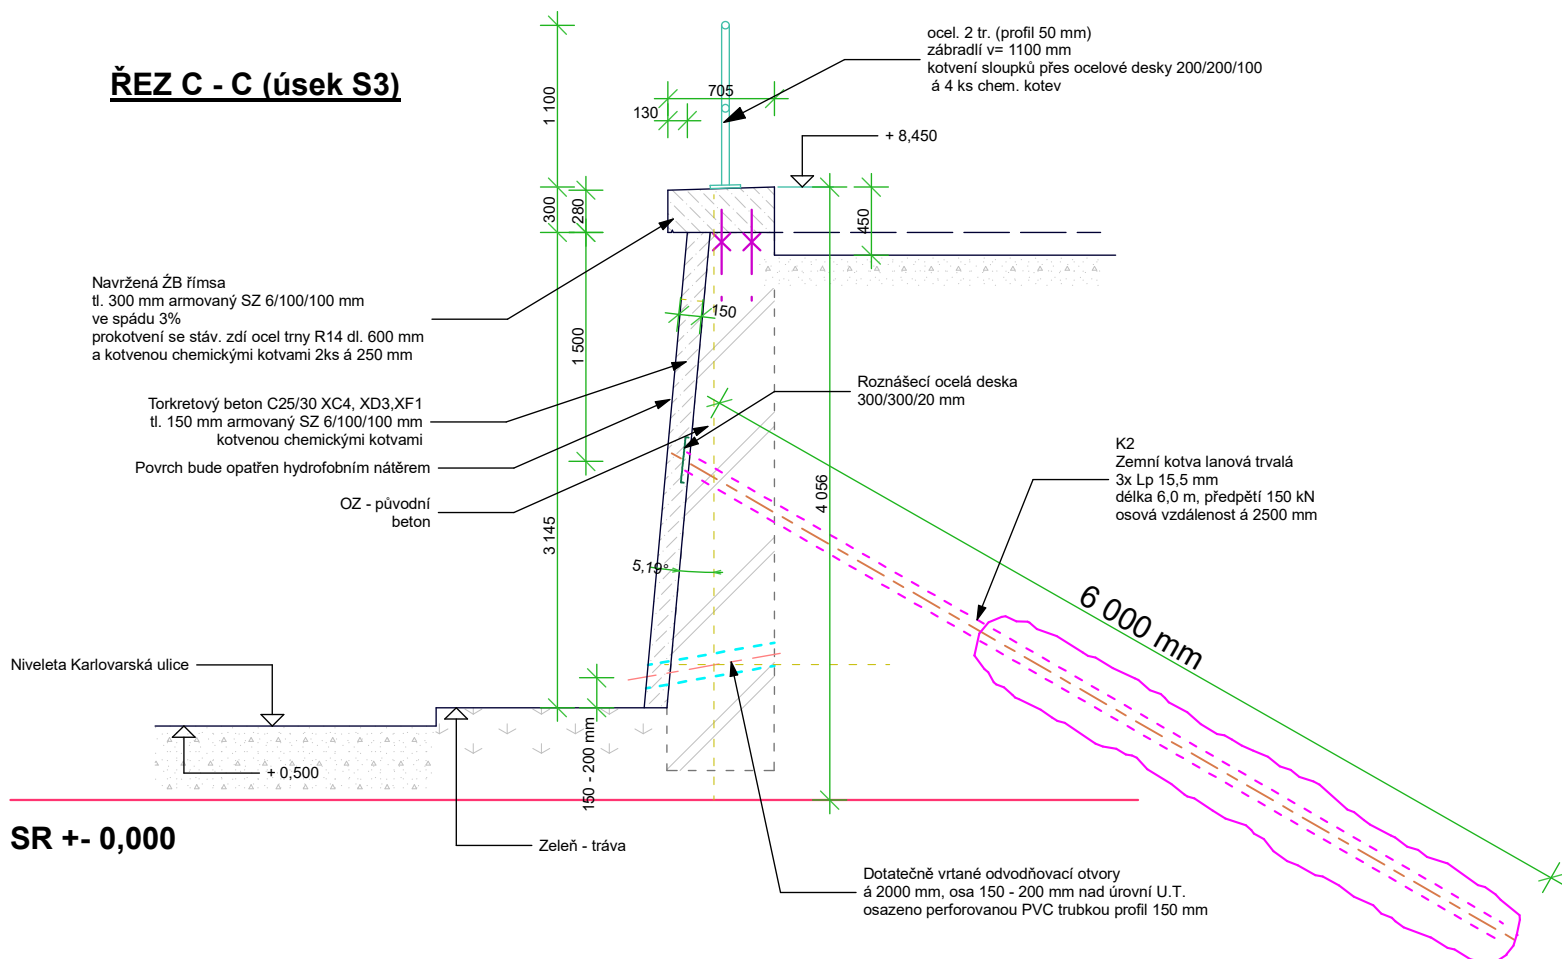 ŘEZ C - C (úsek S3)
ocel. 2 tr. (profil 50 mm)
zábradlí v= 1100 mm
kotvení sloupků přes ocelové desky 200/200/100
á 4 ks chem. kotev
705
130
1 100
+ 8,450
300
280
450
Navržená ŹB římsa
tl. 300 mm armovaný SZ 6/100/100 mm
ve spádu 3%
prokotvení se stáv. zdí ocel trny R14 dl. 600 mm
a kotvenou chemickými kotvami 2ks á 250 mm
150
1 500
Torkretový beton C25/30 XC4, XD3,XF1
tl. 150 mm armovaný SZ 6/100/100 mm
kotvenou chemickými kotvami
Roznášecí ocelá deska
300/300/20 mm
Povrch bude opatřen hydrofobním nátěrem
OZ - původní
beton
K2
Zemní kotva lanová trvalá
3x Lp 15,5 mm
délka 6,0 m, předpětí 150 kN
osová vzdálenost á 2500 mm
4 056
3 145
5,19°
6 000 mm
Niveleta Karlovarská ulice
150 - 200 mm
+ 0,500
SR +- 0,000
Zeleň - tráva
Dotatečně vrtané odvodňovací otvory
á 2000 mm, osa 150 - 200 mm nad úrovní U.T.
osazeno perforovanou PVC trubkou profil 150 mm